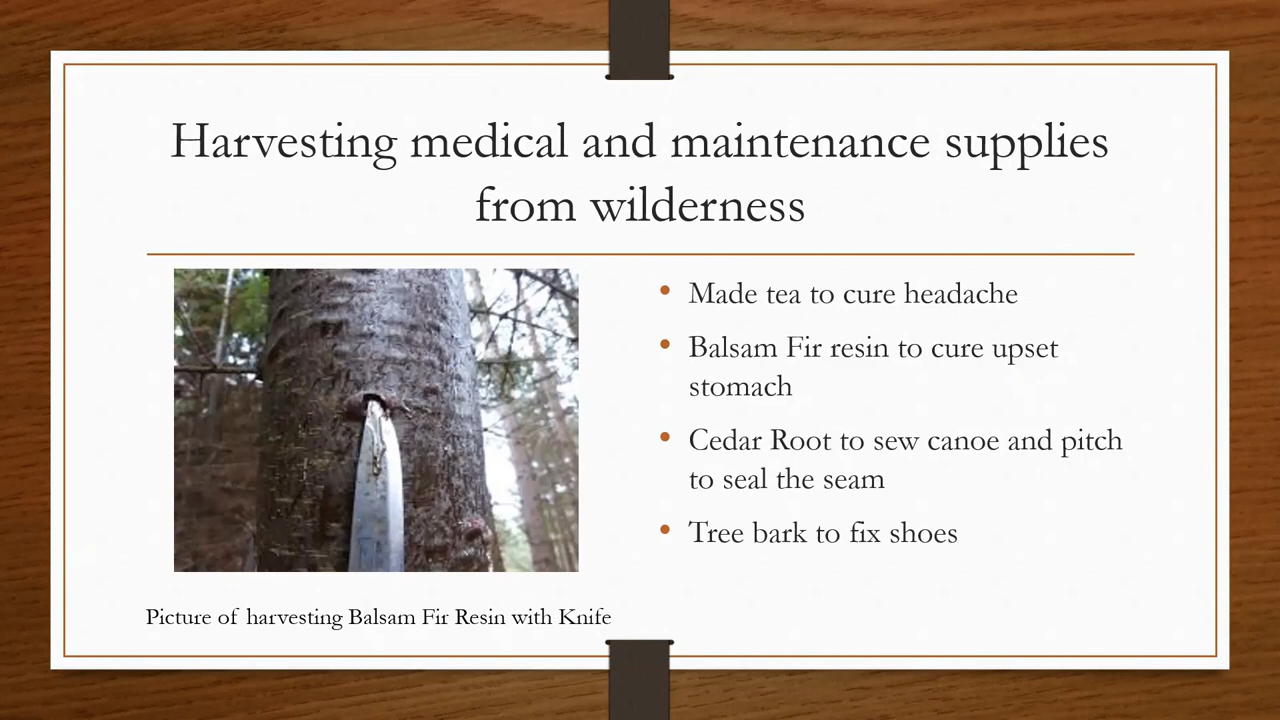 Harvesting medical and maintenance supplies
from wilderness
• Made tea to cure headache
• Balsam Fir resin to cure upset
stomach
• Cedar Root to sew canoe and pitch
to seal the seam
• Tree bark to fix shoes
Picture of harvesting Balsam Fir Resin with Knife